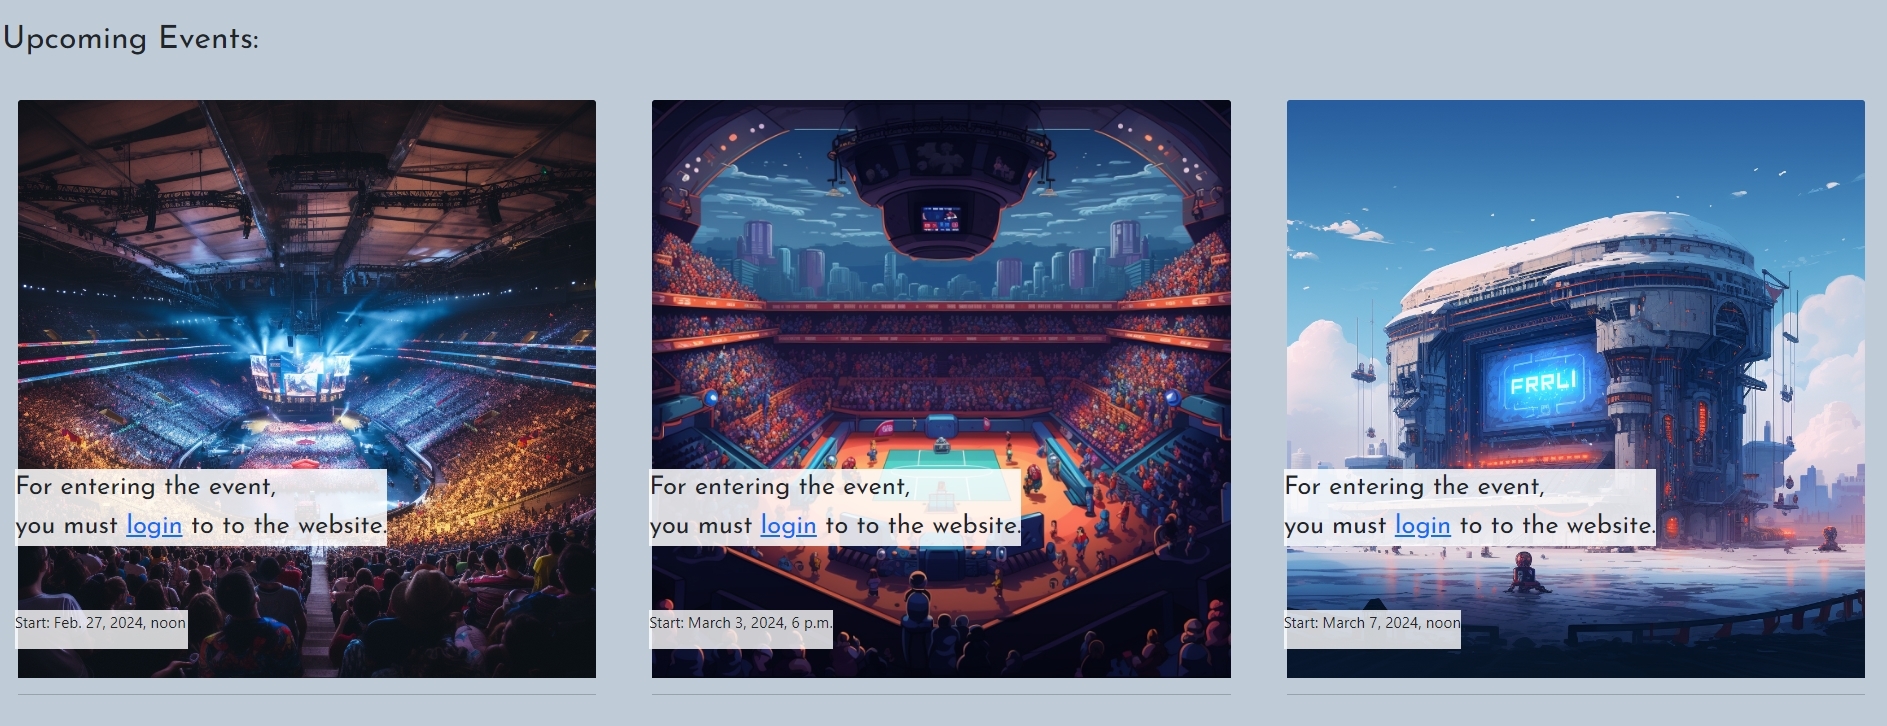 Upcoming Events:
For entering the event,
you must login to to the website.
Start: Feb. 27, 2024, noon
For entering the event,
you must login to to the website.
Start: March 3, 2024, 6 p.m.
FRRLI
For entering the event,
you must login to to the website.
Start: March 7, 2024, noon